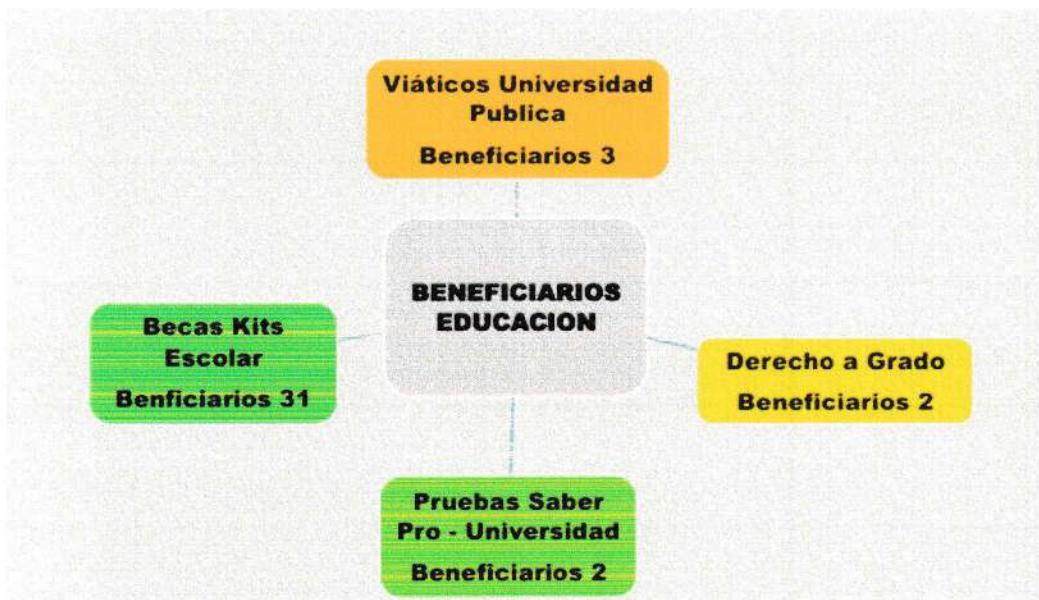 Viáticos Universidad
Publica
Beneficiarios 3
BENEFICIARIOS
EDUCACION
Becas Kits
Escolar
Benficiarios 31
Derecho a Grado
Beneficiarios 2
Pruebas Saber
Pro - Universidad
Beneficiarios 2